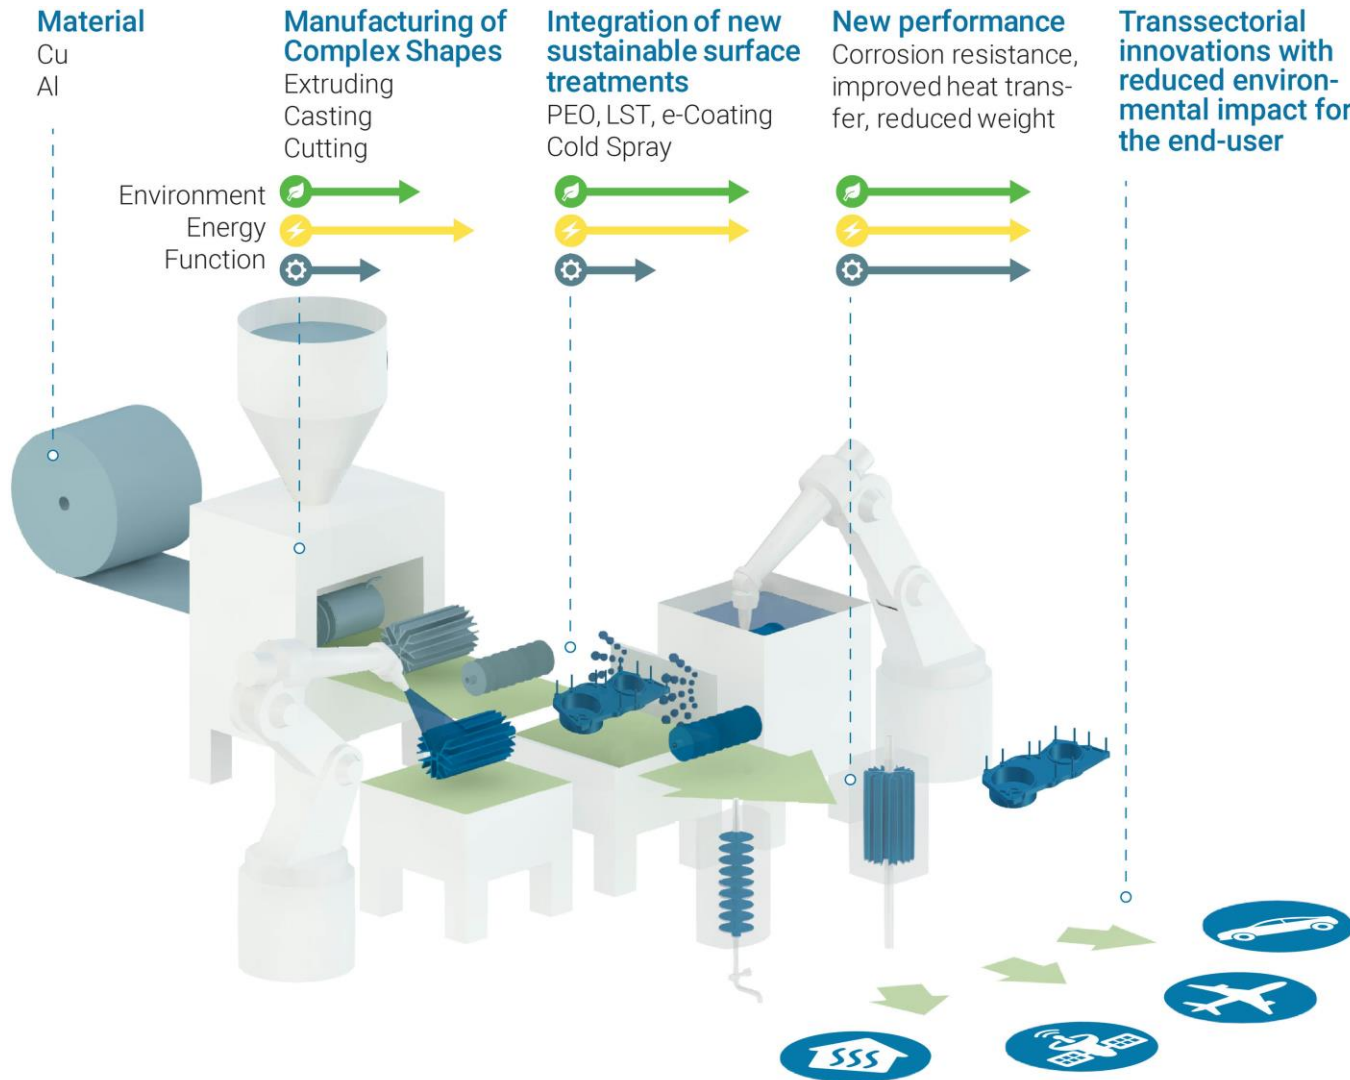 Material
Cu
Al
Manufacturing of
Complex Shapes
Extruding
Casting
Cutting
Integration of new
sustainable surface
treatments
PEO, LST, e-Coating
Cold Spray
New performance
Corrosion resistance,
improved heat trans-
fer, reduced weight
Transsectorial
innovations with
reduced environ-
mental impact for
the end-user
Environment
Energy
Function